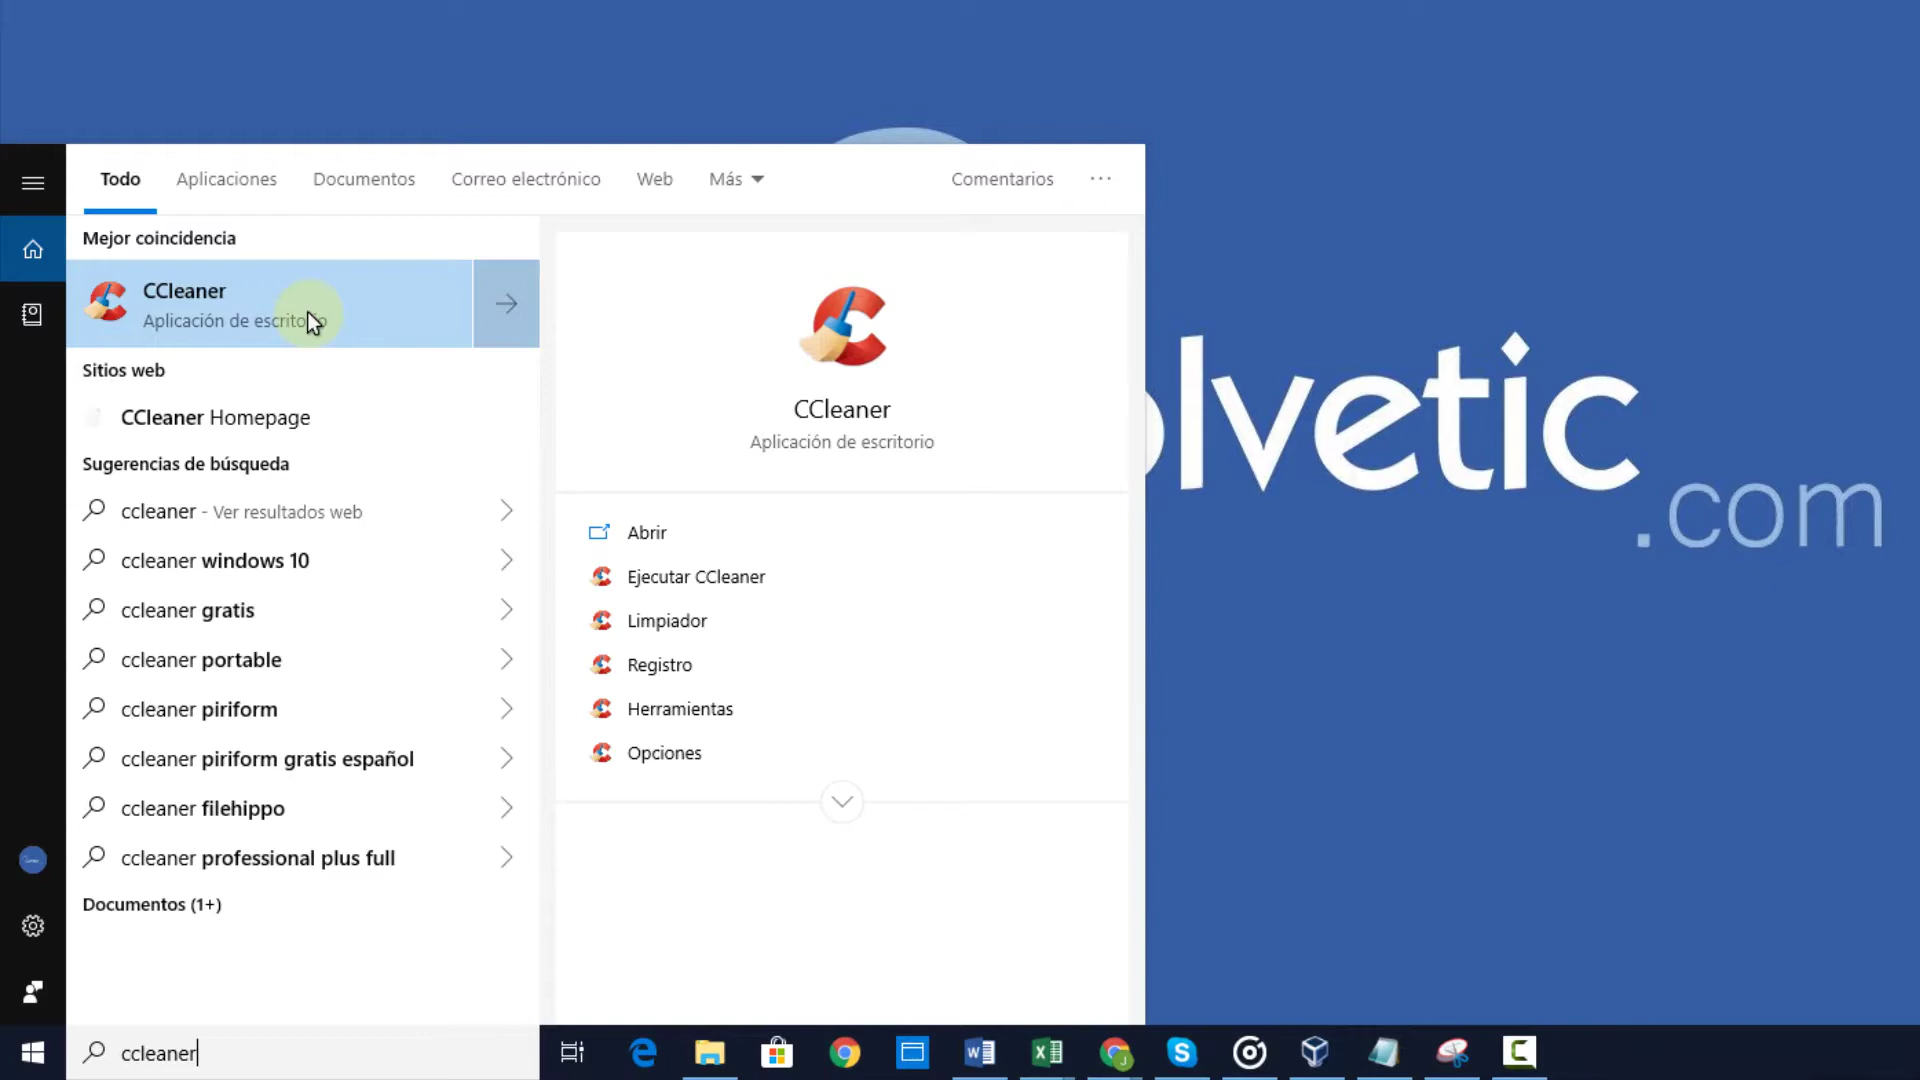 Todo
Aplicaciones
Documentos
Correo electrónico
Web
Más
Comentarios
Mejor coincidencia
CCleaner
Aplicación de escritorio
Sitios web
CCleaner Homepage
Sugerencias de búsqueda
ccleaner - Ver resultados web
ccleaner windows 10
ccleaner gratis
ccleaner portable
ccleaner piriform
ccleaner piriform gratis español
ccleaner filehippo
ccleaner professional plus full
Documentos (1+)
ccleaner
CCleaner
Aplicación de escritorio
Abrir
Ejecutar CCleaner
Limpiador
Registro
Herramientas
Opciones
olvetic
.com